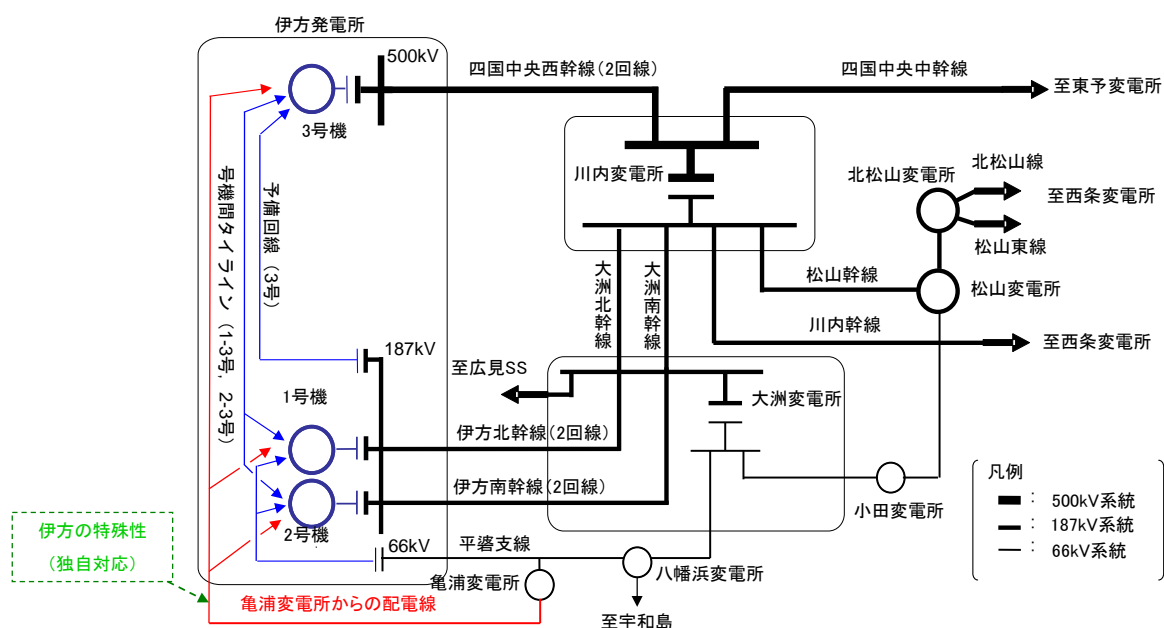 伊方発電所
500kV
四国中央西幹線(2回線)
四国中央中幹線
至東予変電所
3号機
川内変電所
北松山変電所
北松山線
至西条変電所
松山東線
号機間タイライン(1-3号, 2-3号)
予備回線(3号)
大洲北幹線
大洲南幹線
松山幹線
松山変電所
川内幹線
至西条変電所
187kV
至広見SS
1号機
大洲変電所
伊方北幹線(2回線)
伊方南幹線(2回線)
2号機
小田変電所
凡例
: 500kV系統
: 187kV系統
: 66kV系統
伊方の特殊性
(独自対応)
66kV
平碆支線
亀浦変電所
八幡浜変電所
亀浦変電所からの配電線
至宇和島